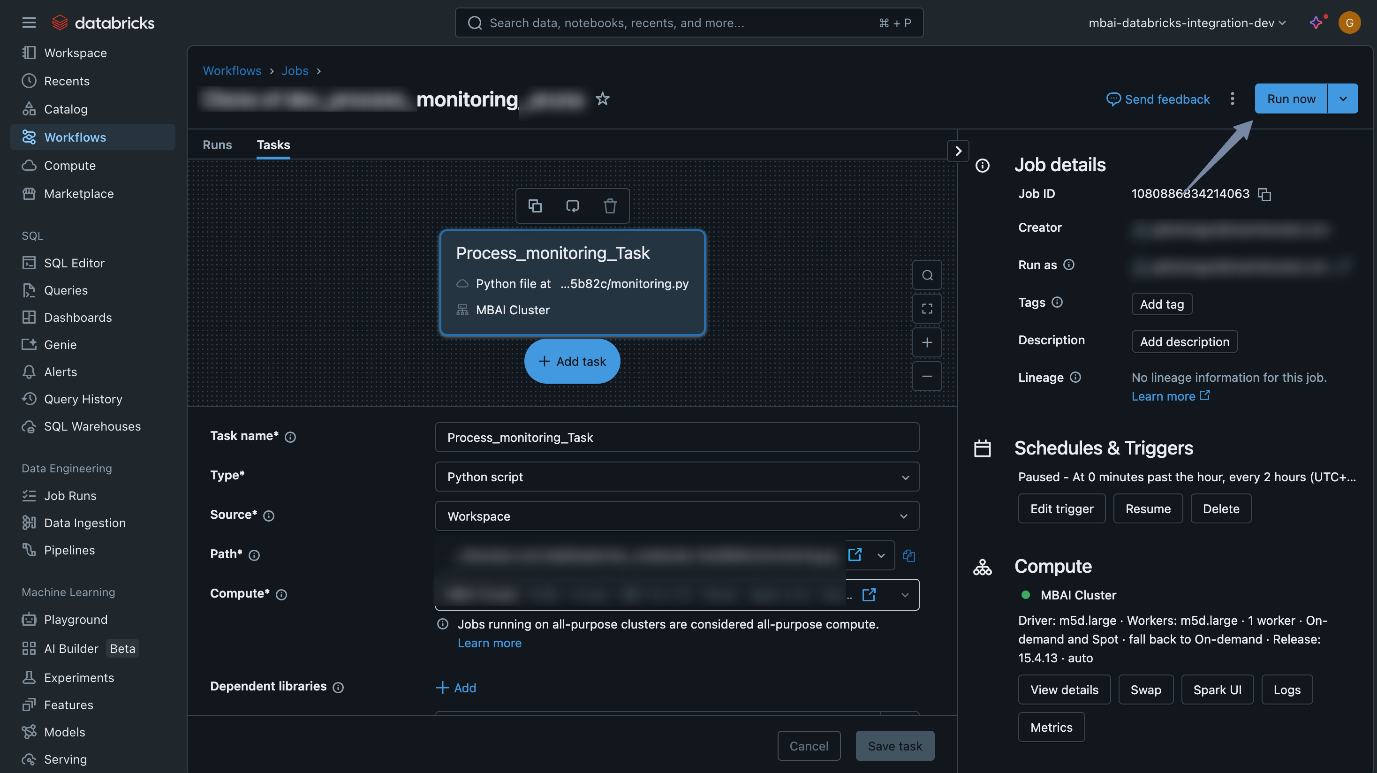 databricks
Search data, notebooks, recents, and more...
⌘ + P
mbai-databricks-integration-dev
G
Workspace
Recents
Catalog
Workflows
Compute
Marketplace
SQL
SQL Editor
Queries
Dashboards
Genie
Alerts
Query History
SQL Warehouses
Data Engineering
Job Runs
Data Ingestion
Pipelines
Machine Learning
Playground
AI Builder Beta
Experiments
Features
Models
Serving
Workflows > Jobs >
monitoring_
Send feedback
Run now
Runs
Tasks
Process_monitoring_Task
Python file at ...5b82c/monitoring.py
MBAI Cluster
+ Add task
Task name*
Process_monitoring_Task
Type*
Python script
Source*
Workspace
Path*
Compute*
...
Jobs running on all-purpose clusters are considered all-purpose compute.
Learn more
Dependent libraries
+ Add
Cancel
Save task
Job details
Job ID
1080886834214063
Creator
Run as
Tags
Add tag
Description
Add description
Lineage
No lineage information for this job.
Learn more
Schedules & Triggers
Paused - At 0 minutes past the hour, every 2 hours (UTC+...
Edit trigger
Resume
Delete
Compute
MBAI Cluster
Driver: m5d.large · Workers: m5d.large · 1 worker · On-
demand and Spot · fall back to On-demand · Release:
15.4.13 · auto
View details
Swap
Spark UI
Logs
Metrics